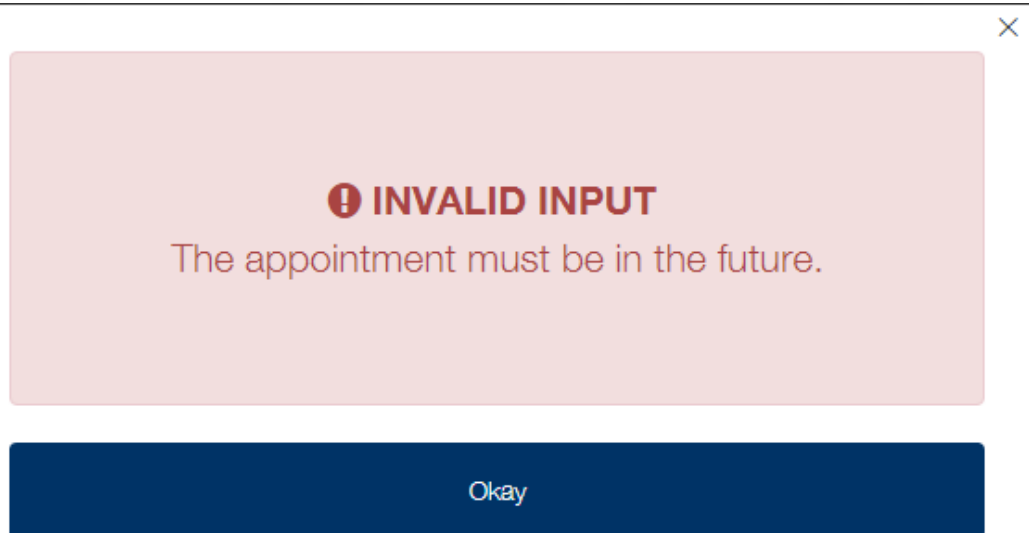 INVALID INPUT
The appointment must be in the future.
Okay